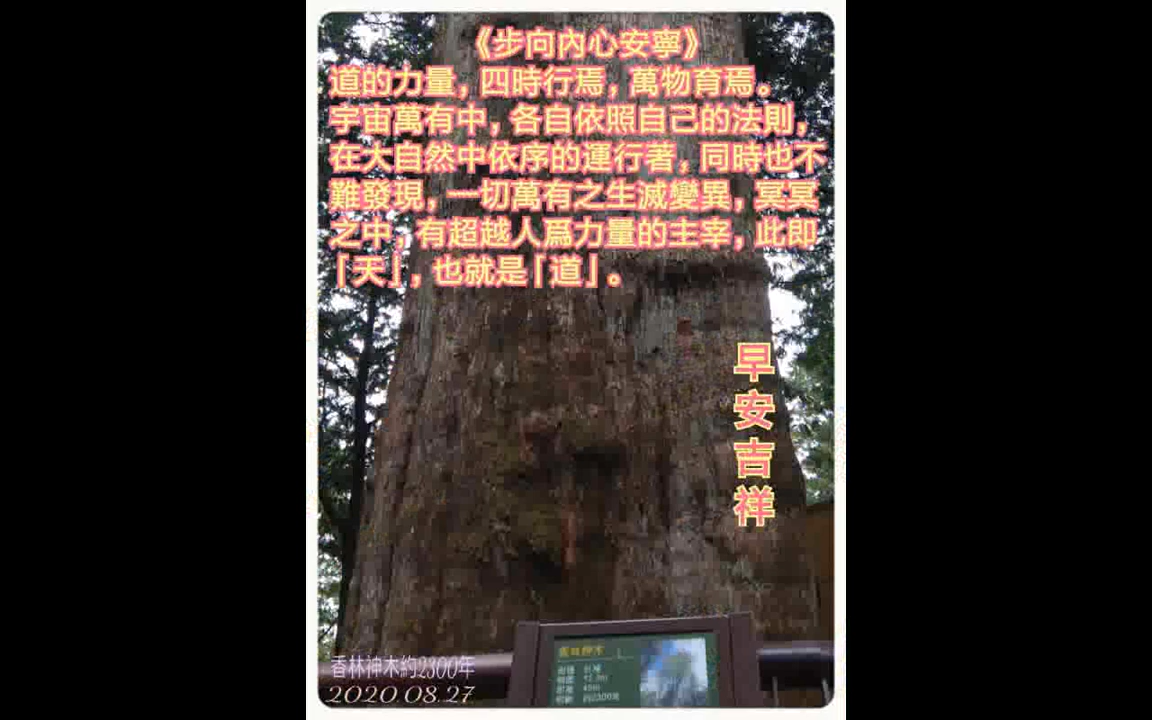 《步向內心安寧》
道的力量，四時行焉，萬物育焉。
宇宙萬有中，各自依照自己的法則，
在大自然中依序的運行著，同時也不
難發現，一切萬有之生滅變異，冥冥
之中，有超越人爲力量的主宰，此即
「天」，也就是「道」。
早安吉祥
香林神木約2300年
2020.08.27